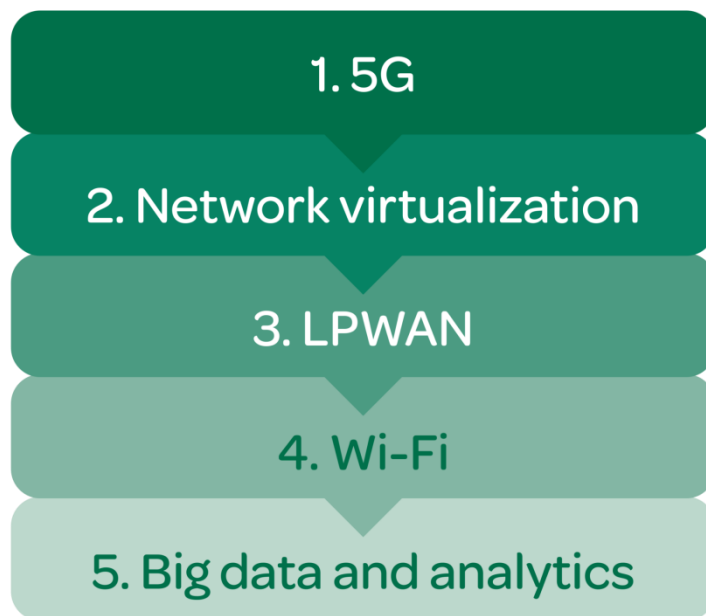 1. 5G
2. Network virtualization
3. LPWAN
4. Wi-Fi
5. Big data and analytics